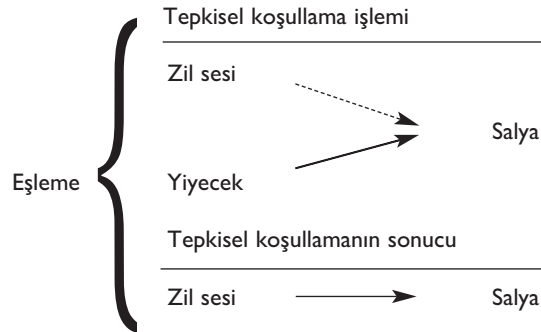 Tepkisel koşullama işlemi
Zil sesi
Salya
Eşleme
Yiyecek
Tepkisel koşullamanın sonucu
Zil sesi
Salya